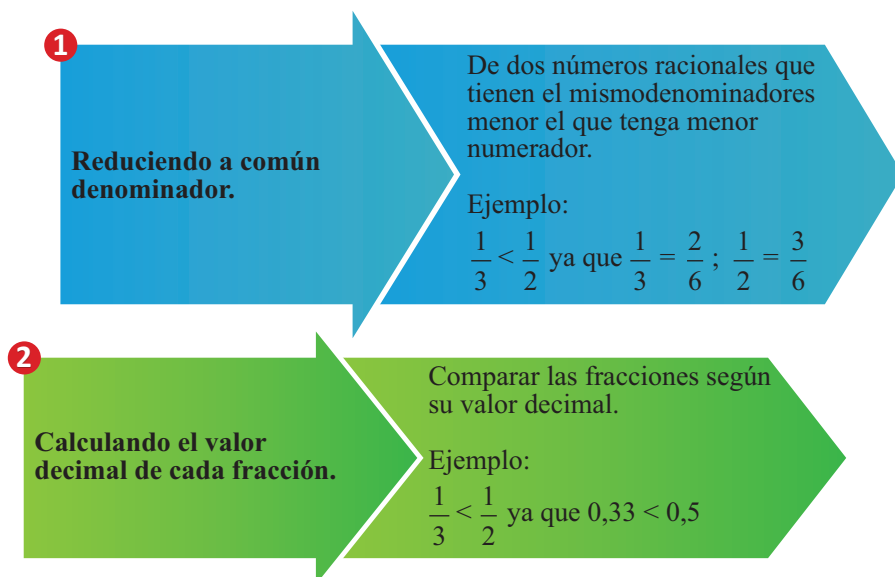 1
Reduciendo a común
denominador.
De dos números racionales que
tienen el mismodenominadores
menor el que tenga menor
numerador.
Ejemplo:
1/3 < 1/2 ya que 1/3 = 2/6 ; 1/2 = 3/6
2
Calculando el valor
decimal de cada fracción.
Comparar las fracciones según
su valor decimal.
Ejemplo:
1/3 < 1/2 ya que 0,33 < 0,5